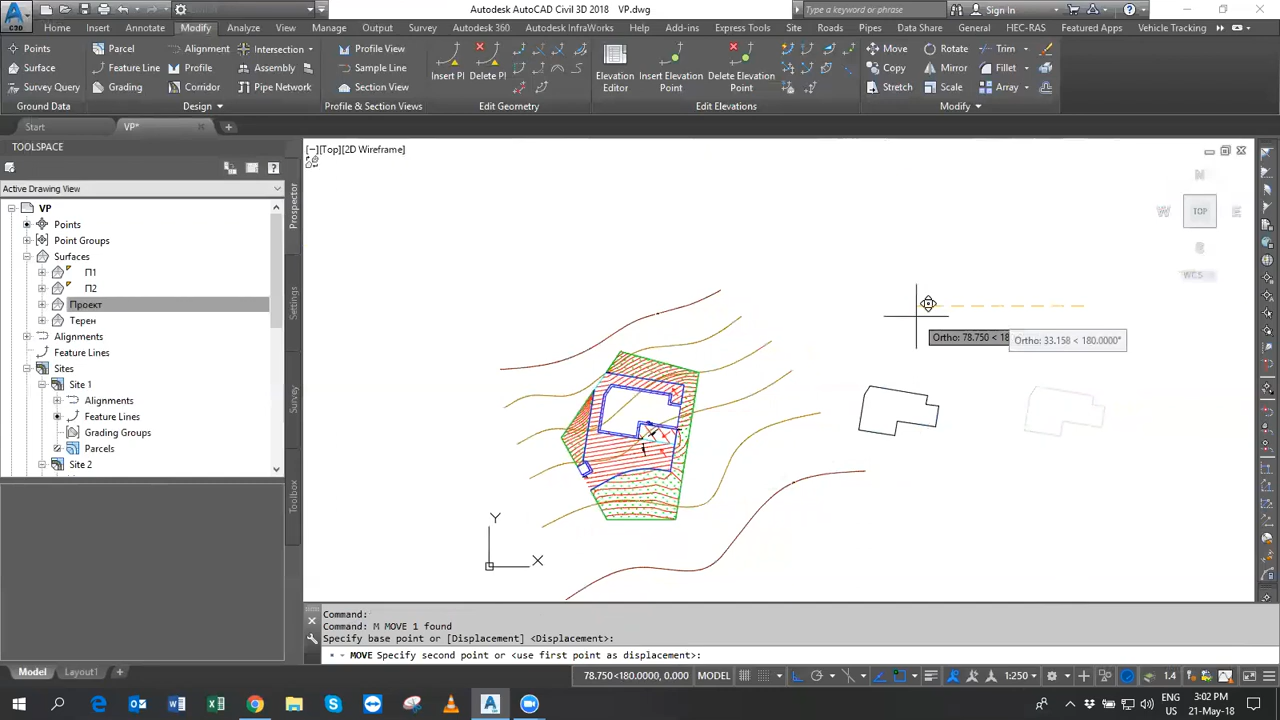 Autodesk AutoCAD Civil 3D 2018 VP.dwg
Type a keyword or phrase
Sign In
C3D
Home Insert Annotate Modify Analyze View Manage Output Survey Autodesk 360 Autodesk InfraWorks Help Add-ins Express Tools Site Roads Pipes Data Share General HEC-RAS Featured Apps Vehicle Tracking
Points Parcel Alignment Intersection Profile View Move Rotate Trim
Surface Feature Line Profile Assembly Sample Line Copy Mirror Fillet
Survey Query Grading Corridor Pipe Network Section View Stretch Scale Array
Insert PI Delete PI Elevation Editor Insert Elevation Point Delete Elevation Point
Ground Data Design Profile & Section Views Edit Geometry Edit Elevations Modify
Start VP*
TOOLSPACE
[−][Top][2D Wireframe]
Active Drawing View
VP
Points
Point Groups
Surfaces
П1
П2
Проект
Терен
Alignments
Feature Lines
Sites
Site 1
Alignments
Feature Lines
Grading Groups
Parcels
Site 2
Prospector
Settings
Survey
Toolbox
N
W TOP E
S
WCS
Ortho: 78.750 < 18
Ortho: 33.158 < 180.0000°
Y
X
Command:
Command: M MOVE 1 found
Specify base point or [Displacement] <Displacement>:
MOVE Specify second point or <use first point as displacement>:
Model Layout1
78.750<180.0000, 0.000 MODEL 1:250 1.4
ENG 3:02 PM
US 21-May-18